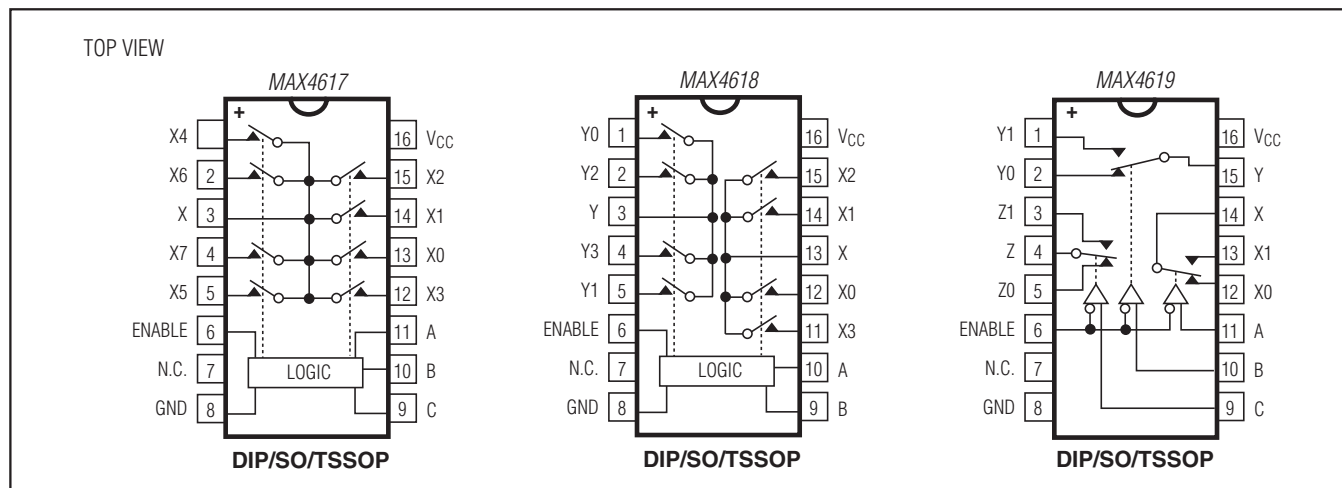 TOP VIEW
MAX4617
+
X4 16 VCC
X6 2 15 X2
X 3 14 X1
X7 4 13 X0
X5 5 12 X3
ENABLE 6 11 A
N.C. 7 LOGIC 10 B
GND 8 9 C
DIP/SO/TSSOP
MAX4618
+
Y0 1 16 VCC
Y2 2 15 X2
Y 3 14 X1
Y3 4 13 X
Y1 5 12 X0
ENABLE 6 11 X3
N.C. 7 LOGIC 10 A
GND 8 9 B
DIP/SO/TSSOP
MAX4619
+
Y1 1 16 VCC
Y0 2 15 Y
Z1 3 14 X
Z 4 13 X1
Z0 5 12 X0
ENABLE 6 11 A
N.C. 7 10 B
GND 8 9 C
DIP/SO/TSSOP